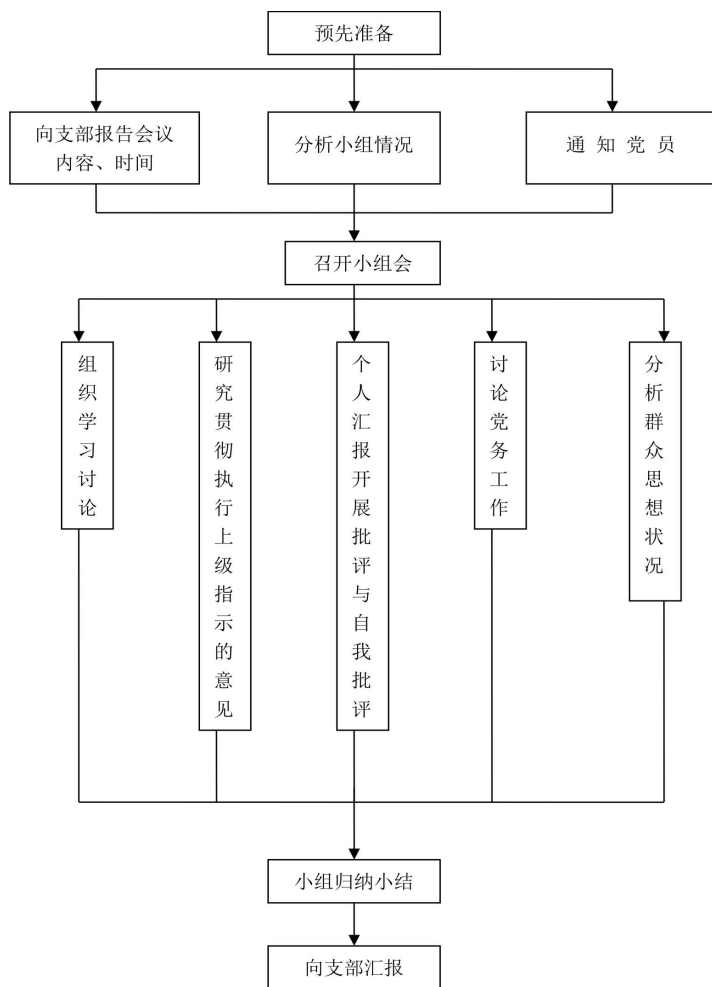 预先准备
向支部报告会议
内容、时间
分析小组情况
通知党员
召开小组会
组织学习讨论
研究贯彻执行上级指示的意见
个人汇报开展批评与自我批评
讨论党务工作
分析群众思想状况
小组归纳小结
向支部汇报